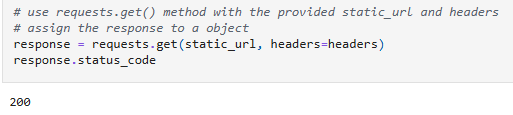 # use requests.get() method with the provided static_url and headers
# assign the response to a object
response = requests.get(static_url, headers=headers)
response.status_code
200